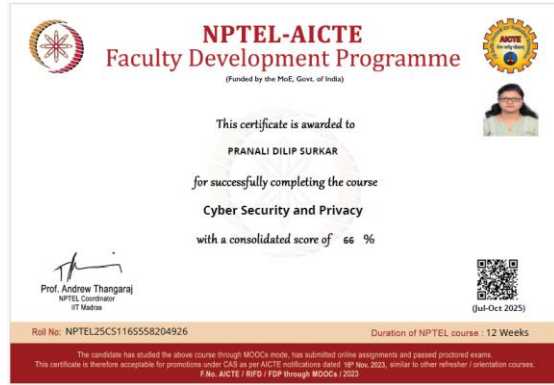 NPTEL-AICTE
Faculty Development Programme
(Funded by the MoE, Govt. of India)
AICTE
This certificate is awarded to
PRANALI DILIP SURKAR
for successfully completing the course
Cyber Security and Privacy
with a consolidated score of 66 %
Prof. Andrew Thangaraj
NPTEL Coordinator
IIT Madras
(Jul-Oct 2025)
Roll No: NPTEL25CS116S558204926
Duration of NPTEL course : 12 Weeks
The candidate has studied the above course through MOOCs mode, has submitted online assignments and passed proctored exams.
This certificate is therefore acceptable for promotions under CAS as per AICTE notifications dated 16th Nov, 2023, similar to other refresher / orientation courses.
F.No. AICTE / RIFD / FDP through MOOCs / 2023